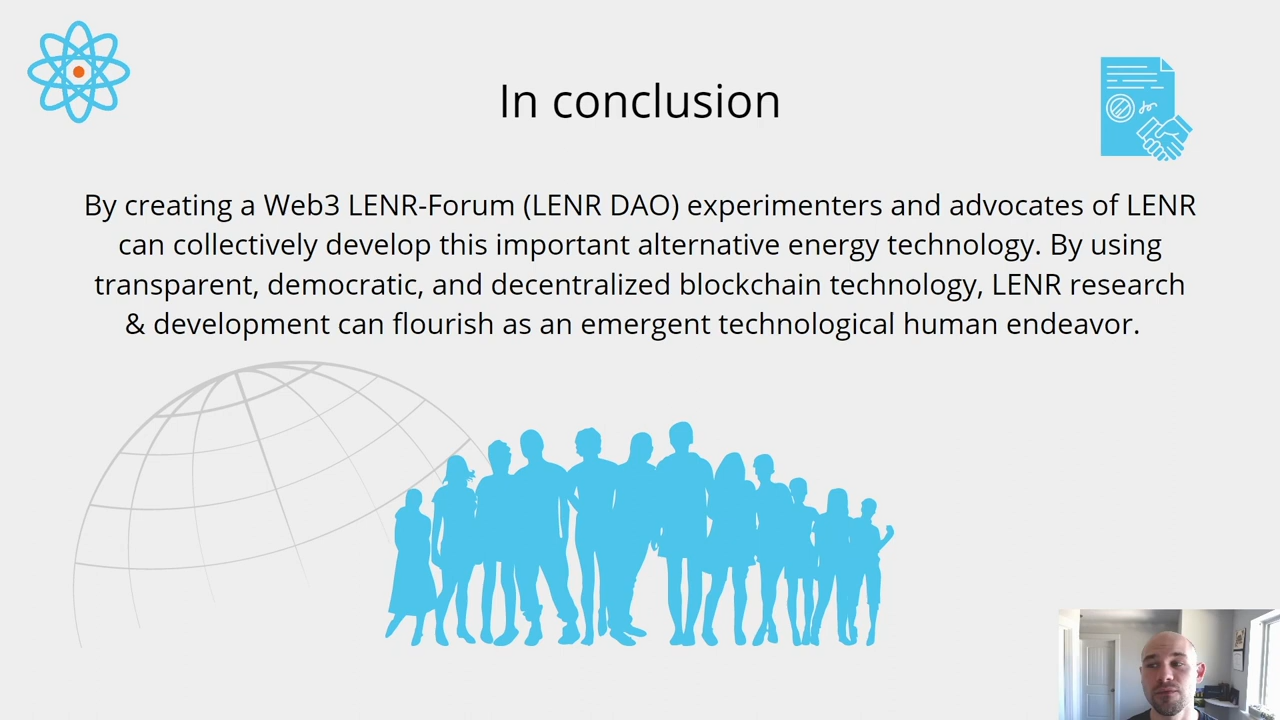 In conclusion
By creating a Web3 LENR-Forum (LENR DAO) experimenters and advocates of LENR
can collectively develop this important alternative energy technology. By using
transparent, democratic, and decentralized blockchain technology, LENR research
& development can flourish as an emergent technological human endeavor.